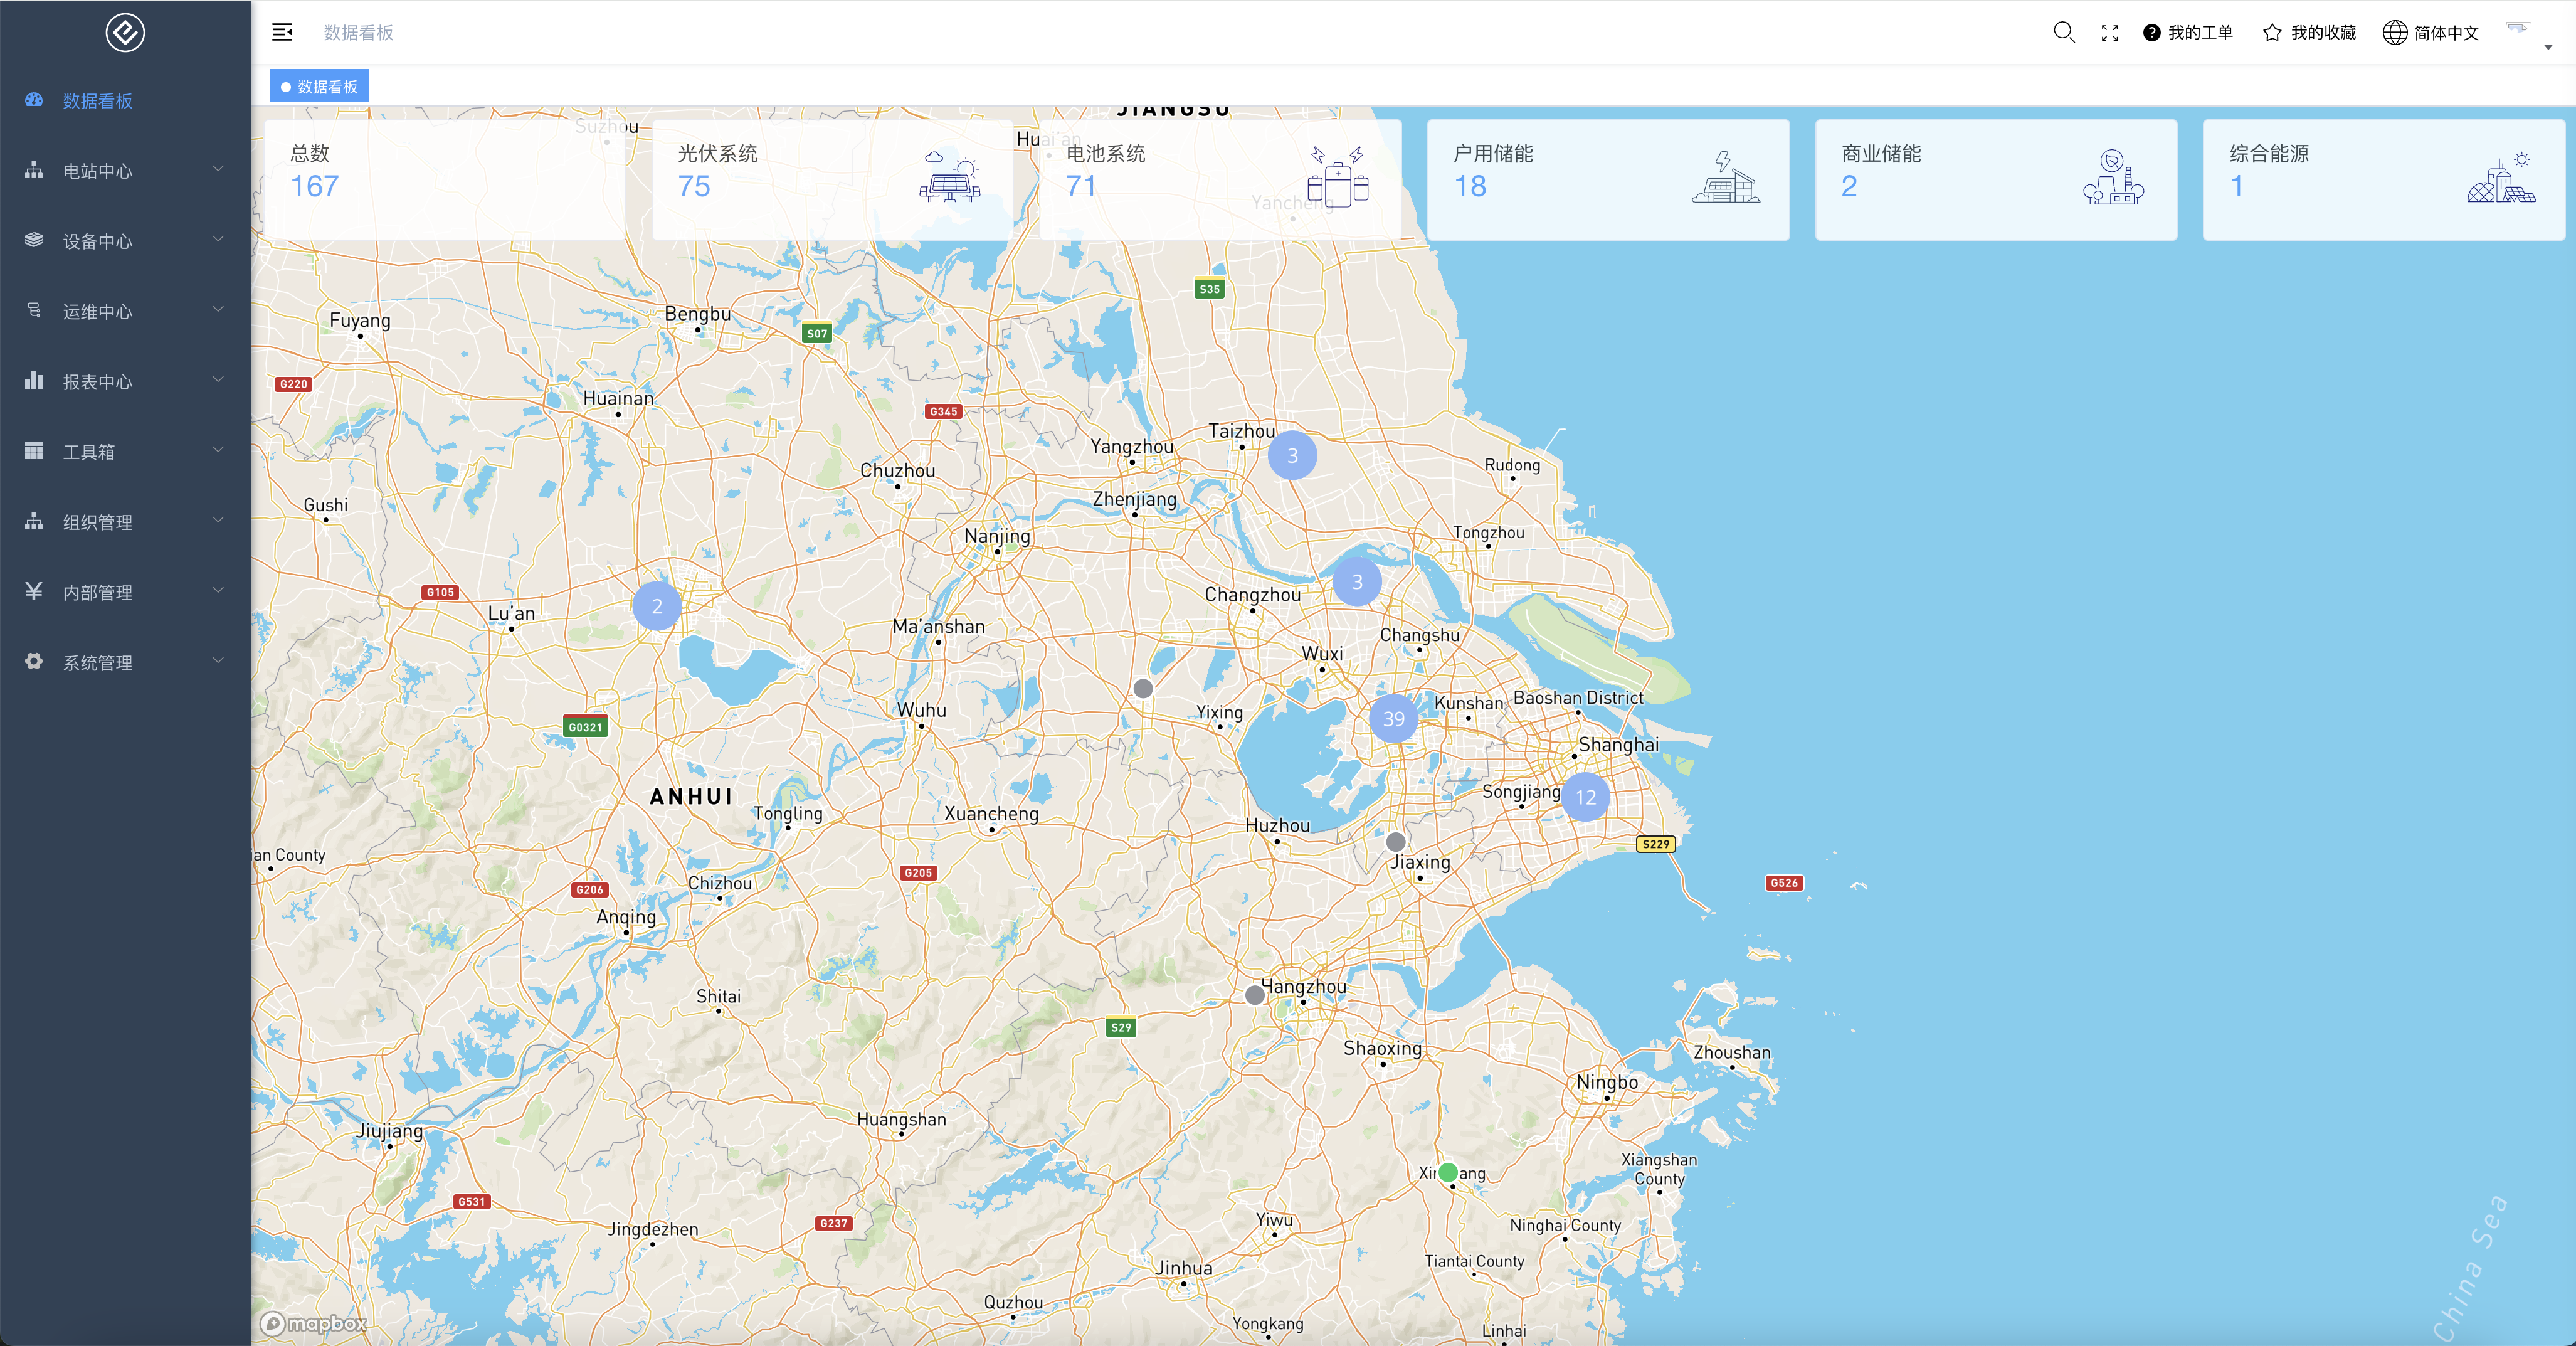 数据看板
我的工单
我的收藏
简体中文
数据看板
数据看板
电站中心
设备中心
运维中心
报表中心
工具箱
组织管理
内部管理
系统管理
总数
167
光伏系统
75
电池系统
71
户用储能
18
商业储能
2
综合能源
1
JIANGSU
Suzhou
Huai'an
Yancheng
S35
Fuyang
Bengbu
S07
G220
Huainan
G345
Taizhou
3
Yangzhou
Chuzhou
Rudong
Gushi
Zhenjiang
Nanjing
Tongzhou
3
G105
2
Changzhou
Lu'an
Ma'anshan
Changshu
Wuxi
Baoshan District
Kunshan
Wuhu
Yixing
39
G0321
Shanghai
ANHUI
Songjiang
12
Tongling
Xuancheng
Huzhou
S229
ian County
Jiaxing
G205
Chizhou
G526
G206
Anqing
Hangzhou
Shitai
S29
Shaoxing
Zhoushan
Ningbo
Huangshan
Jiujiang
Xiangshan
County
G531
Yiwu
G237
Jingdezhen
Ninghai County
Tiantai County
Jinhua
Quzhou
Yongkang
Linhai
China Sea
mapbox